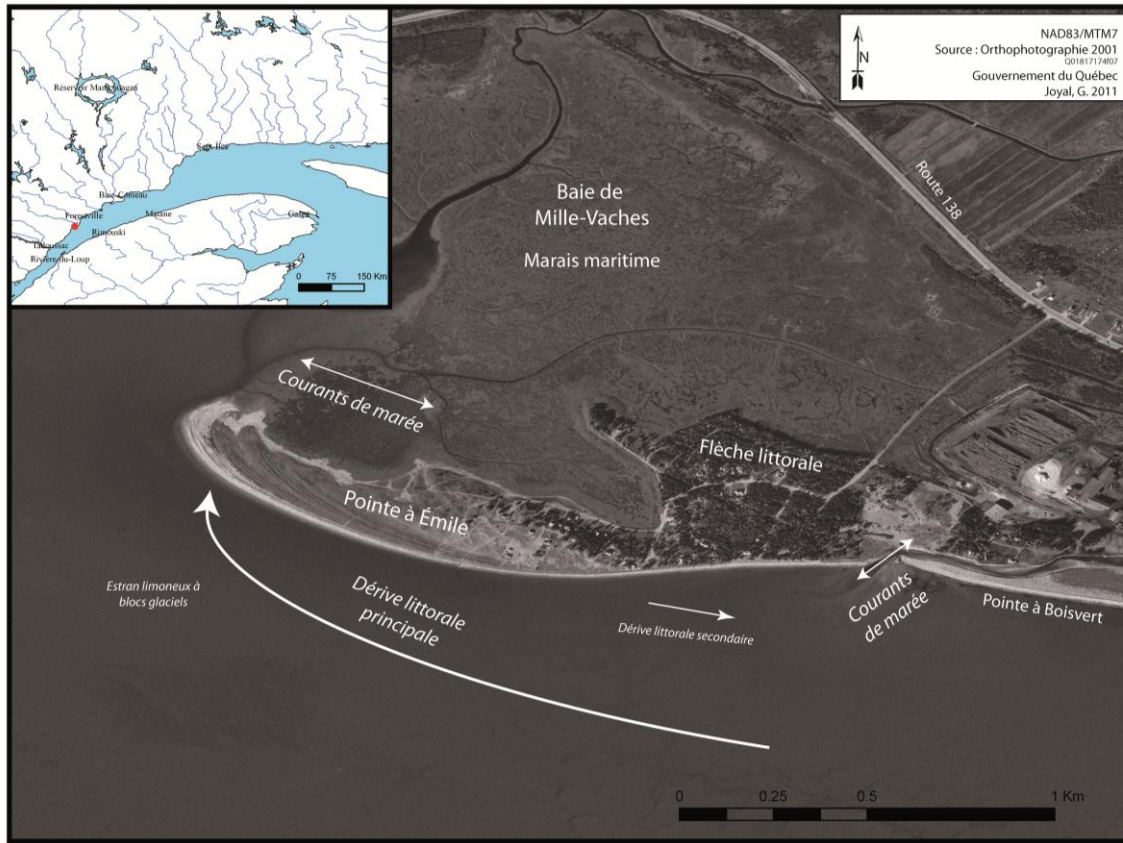 Réservoir Manicouagan
Sept-Îles
Baie-Comeau
Forestville
Matane
Gaspé
Rimouski
Tadoussac
Rivière-du-Loup
0 75 150 Km
N
NAD83/MTM7
Source : Orthophotographie 2001
Q01817174f07
Gouvernement du Québec
Joyal, G. 2011
Route 138
Baie de
Mille-Vaches
Marais maritime
Courants de marée
Flèche littorale
Pointe à Émile
Estran limoneux à
blocs glaciels
Dérive littorale
principale
Dérive littorale secondaire
Courants
de marée
Pointe à Boisvert
0 0.25 0.5 1 Km